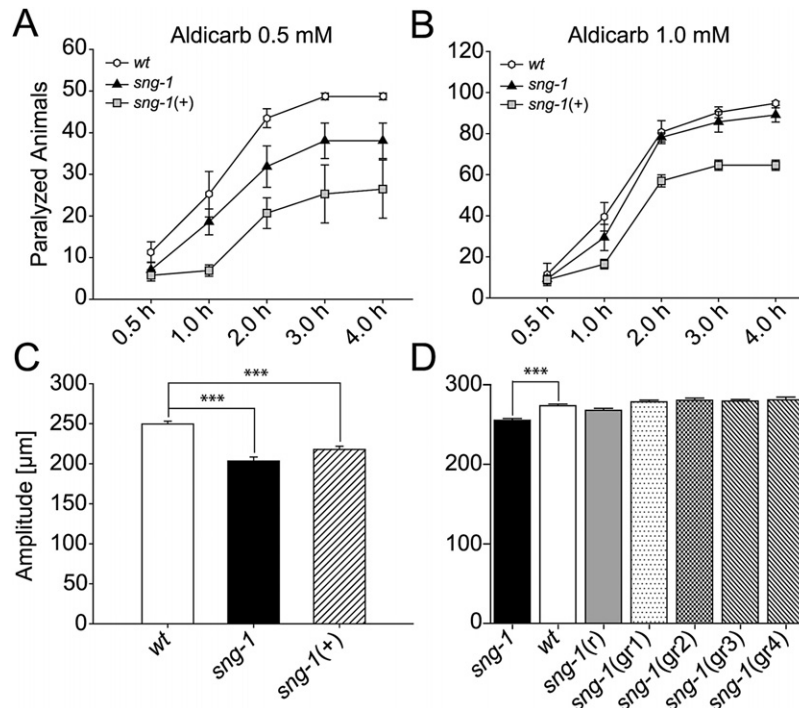 A
Aldicarb 0.5 mM
Paralyzed Animals
60
50
40
30
20
10
0
wt
sng-1
sng-1(+)
0.5 h
1.0 h
2.0 h
3.0 h
4.0 h
B
Aldicarb 1.0 mM
120
100
80
60
40
20
0
wt
sng-1
sng-1(+)
0.5 h
1.0 h
2.0 h
3.0 h
4.0 h
C
Amplitude [µm]
300
250
200
150
100
50
0
***
***
wt
sng-1
sng-1(+)
D
300
200
100
0
***
sng-1
wt
sng-1(r)
sng-1(gr1)
sng-1(gr2)
sng-1(gr3)
sng-1(gr4)